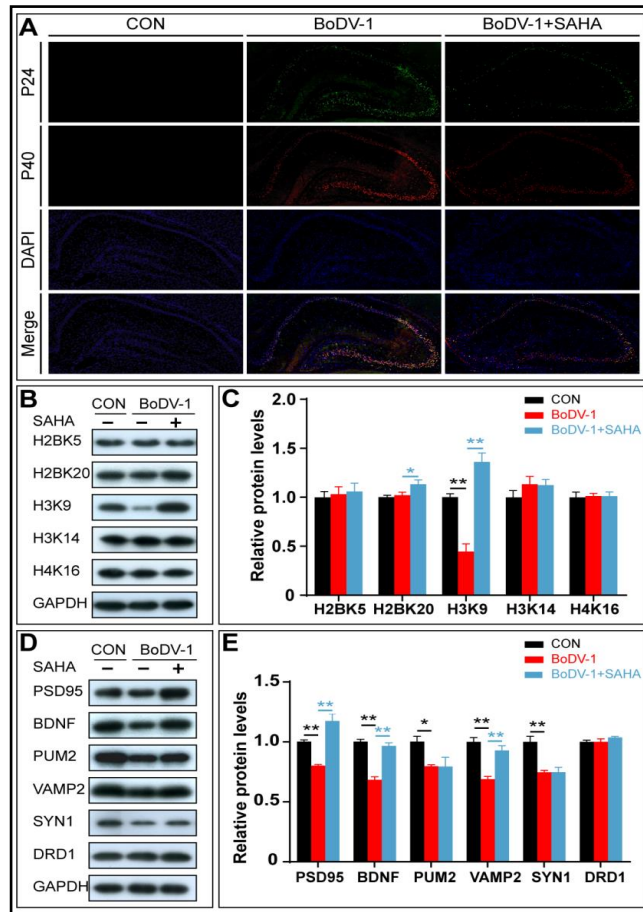 A
CON
BoDV-1
BoDV-1+SAHA
P24
P40
DAPI
Merge
B
CON BoDV-1
SAHA − − +
H2BK5
H2BK20
H3K9
H3K14
H4K16
GAPDH
C
CON
BoDV-1
BoDV-1+SAHA
Relative protein levels
2.0
1.5
1.0
0.5
0
*
**
**
H2BK5 H2BK20 H3K9 H3K14 H4K16
D
CON BoDV-1
SAHA − − +
PSD95
BDNF
PUM2
VAMP2
SYN1
DRD1
GAPDH
E
CON
BoDV-1
BoDV-1+SAHA
Relative protein levels
1.5
1.0
0.5
0
**
**
**
**
*
**
**
**
PSD95 BDNF PUM2 VAMP2 SYN1 DRD1